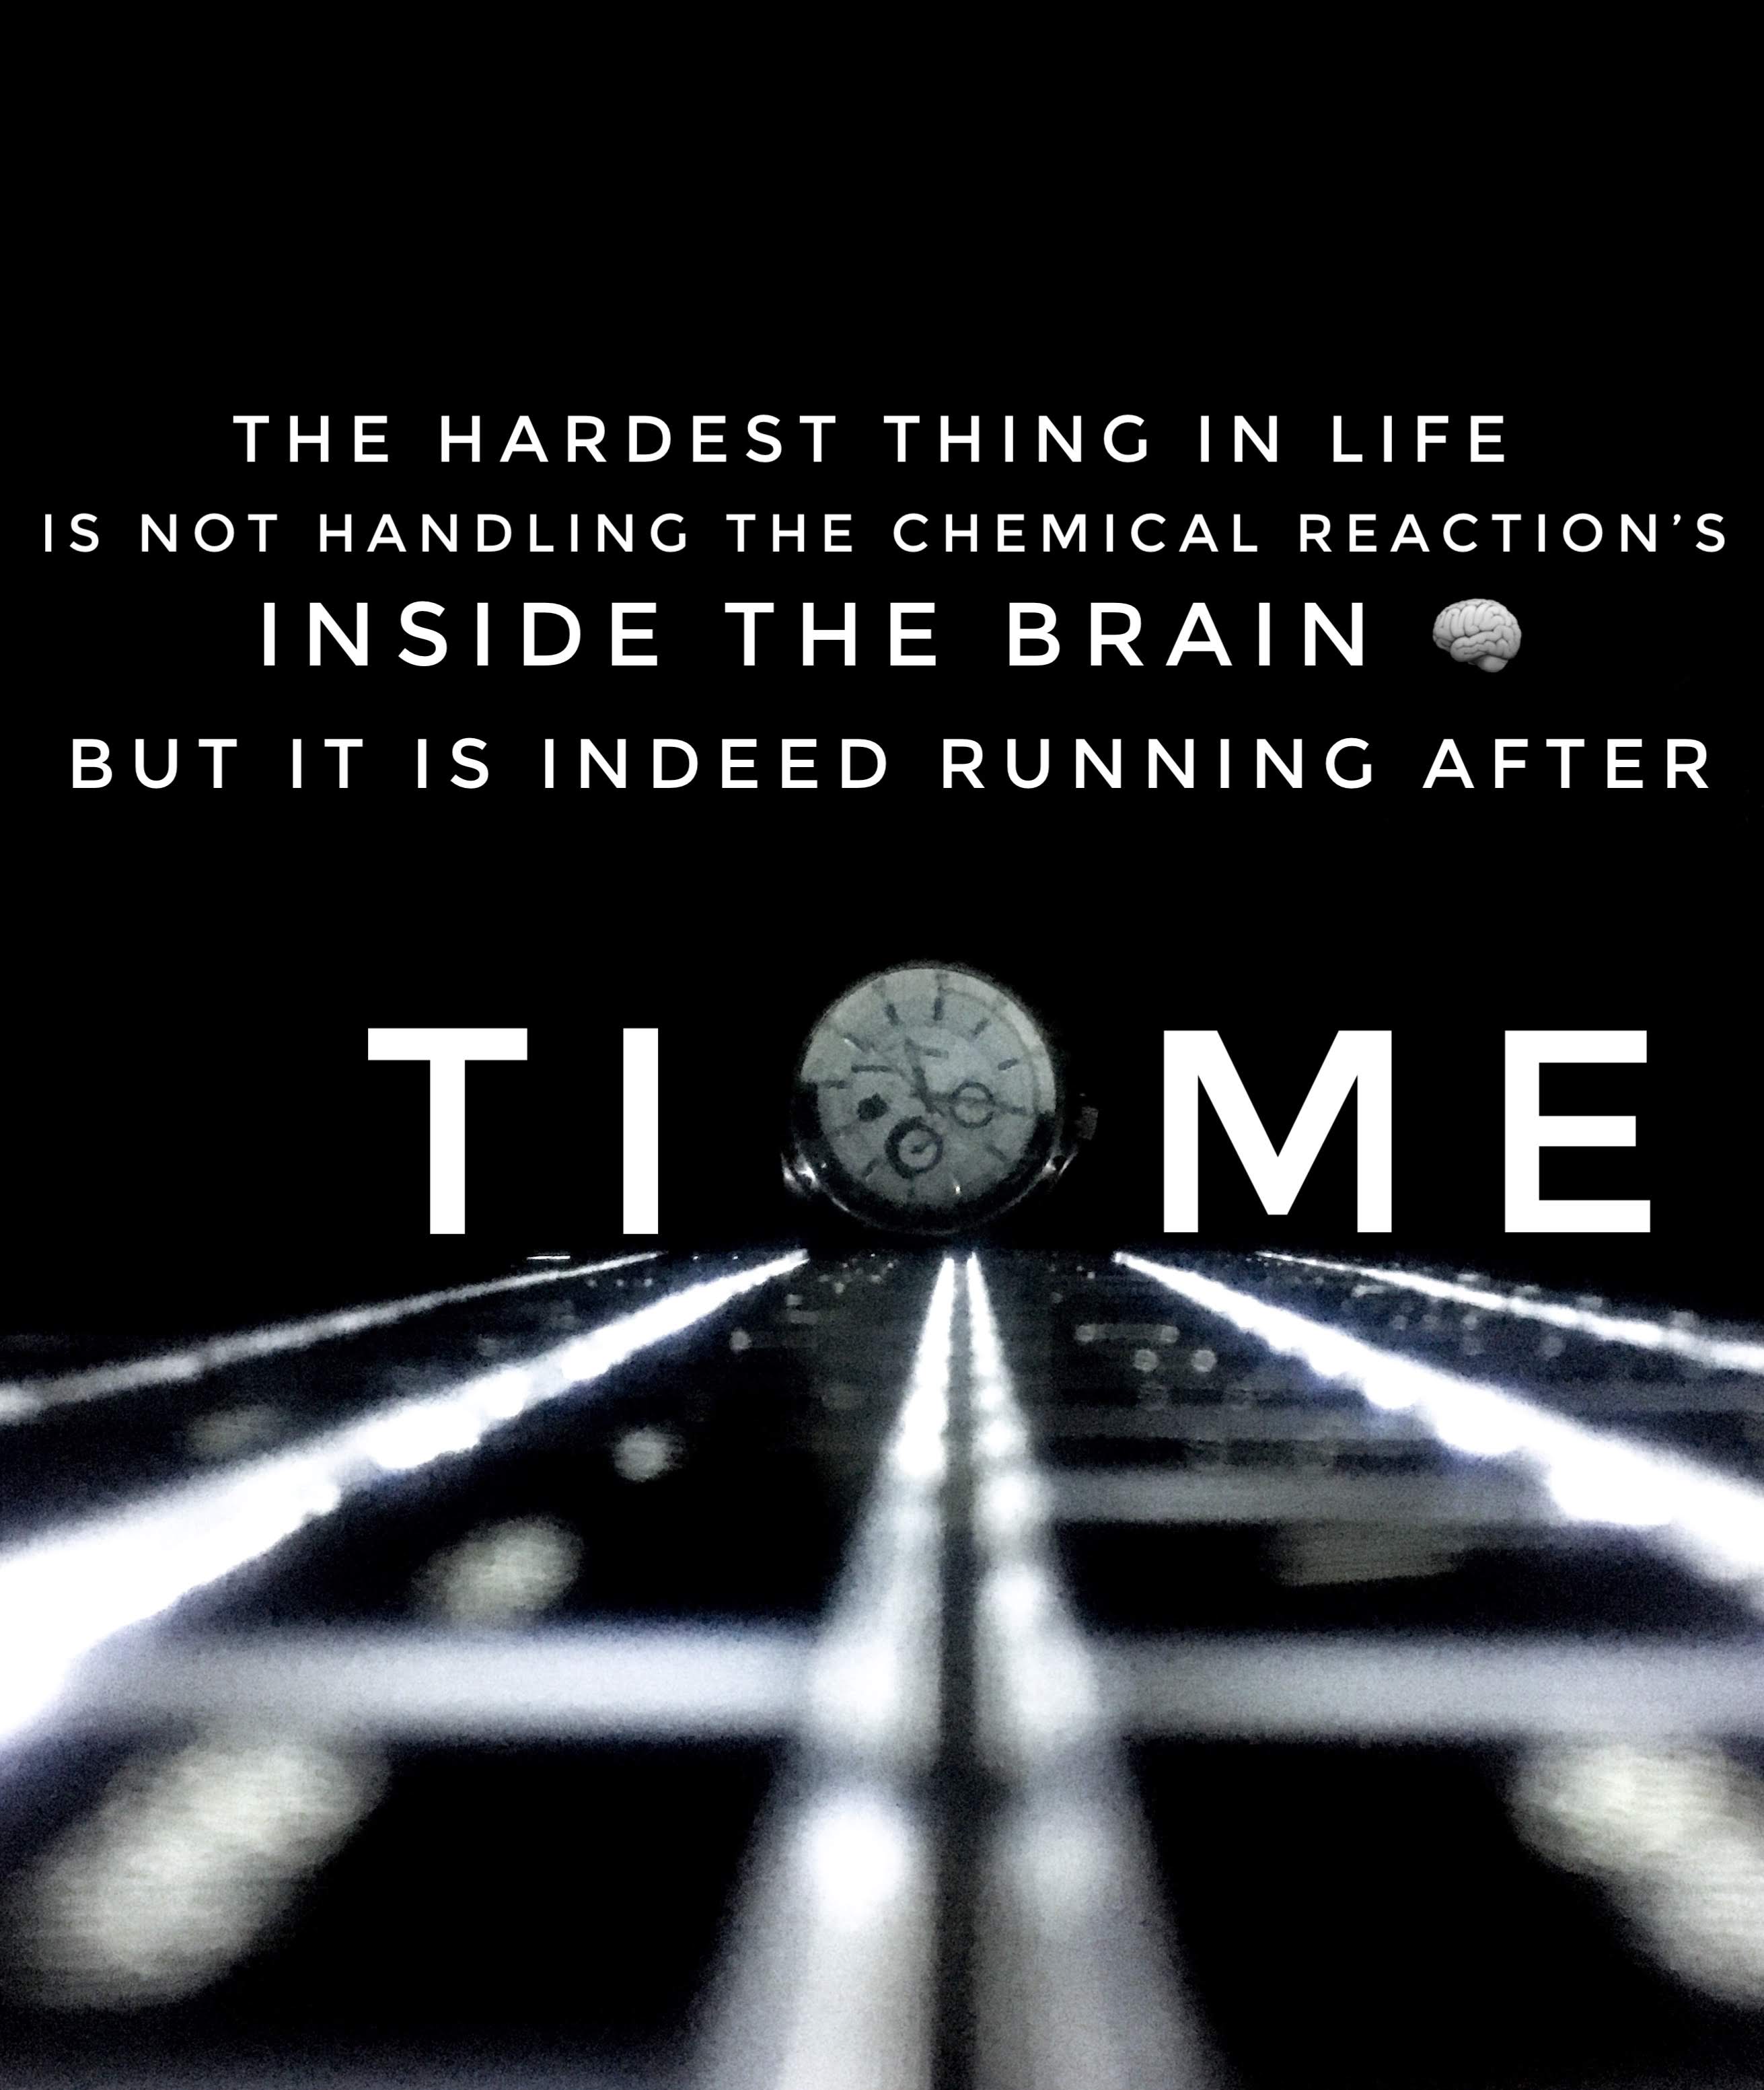 THE HARDEST THING IN LIFE
IS NOT HANDLING THE CHEMICAL REACTION’S
INSIDE THE BRAIN 🧠
BUT IT IS INDEED RUNNING AFTER
TI ME